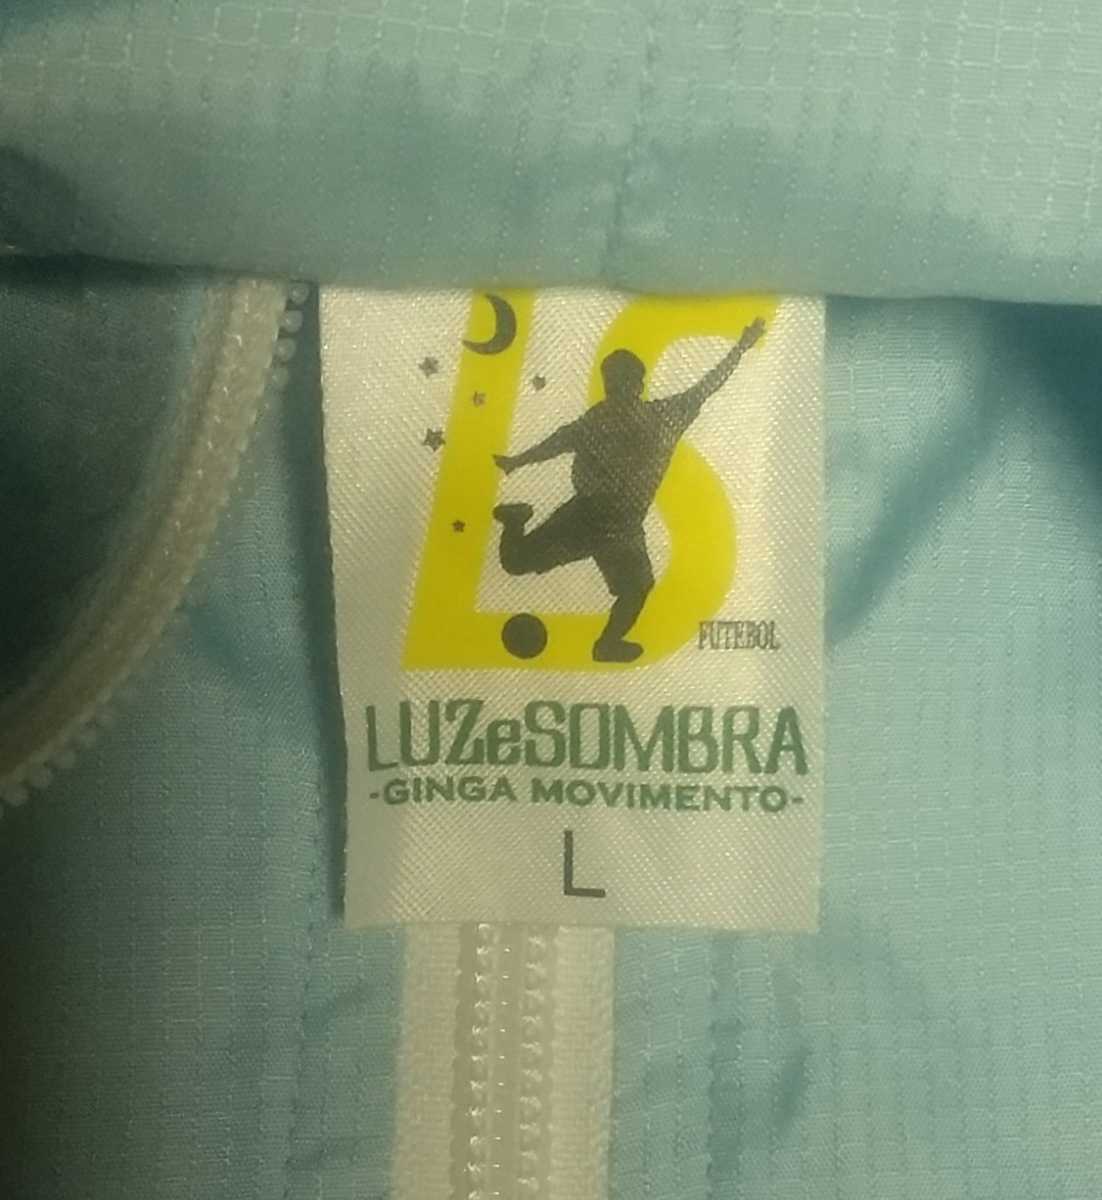 LS
FUTEBOL
LUZeSOMBRA
-GINGA MOVIMENTO-
L